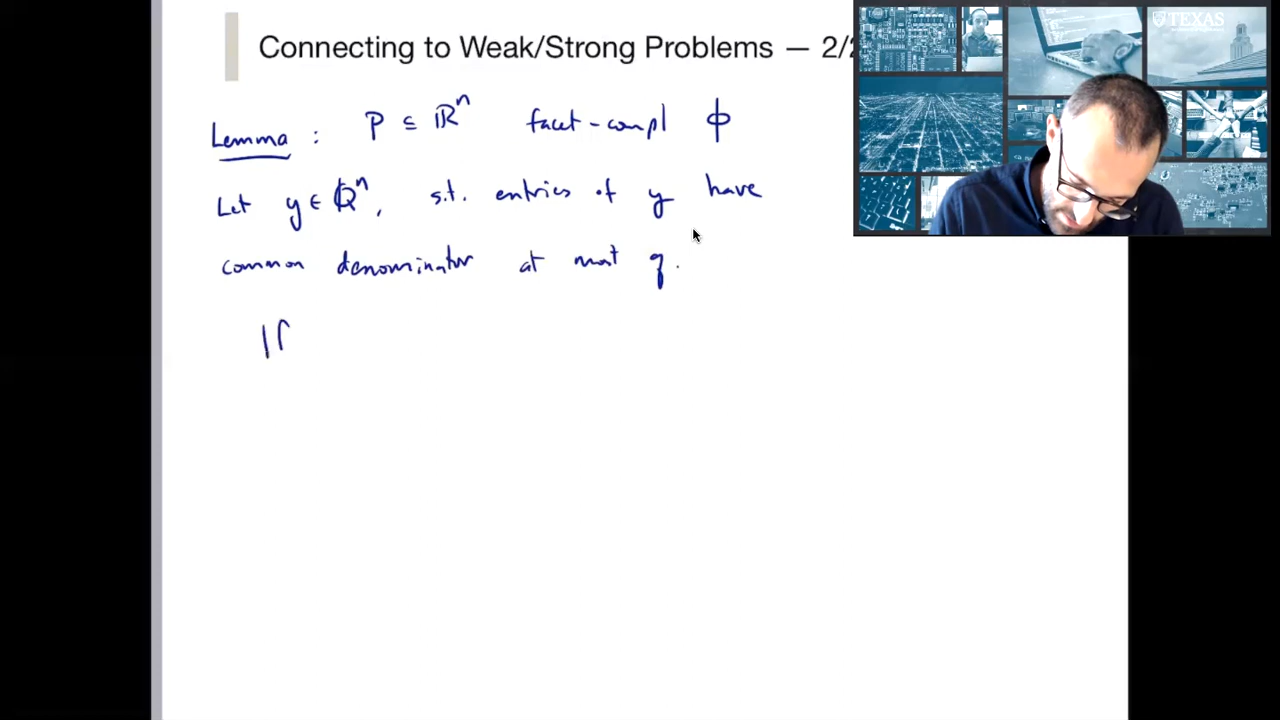 Connecting to Weak/Strong Problems — 2/2
TEXAS
Lemma : P ⊆ ℝⁿ facet-compl ϕ
Let y ∈ ℚⁿ, s.t. entries of y have
common denominator at most q.
If